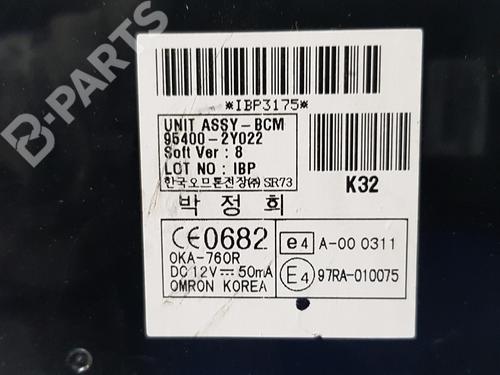 *IBP3175*
UNIT ASSY-BCM
95400-2Y022
Soft Ver : 8
LOT NO : IBP
한국오므론전장㈜ SR73
K32
박정희
CE0682
OKA-760R
DC 12V ⎓ 50mA
OMRON KOREA
e4 A-00 0311
E4 97RA-010075
B-PARTS
B-PARTS